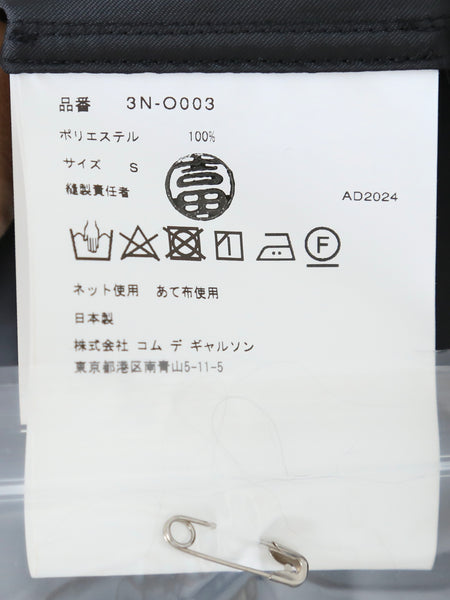 品番 3N-O003
ポリエステル 100%
サイズ S
縫製責任者
AD2024
F
ネット使用 あて布使用
日本製
株式会社 コム デ ギャルソン
東京都港区南青山5-11-5